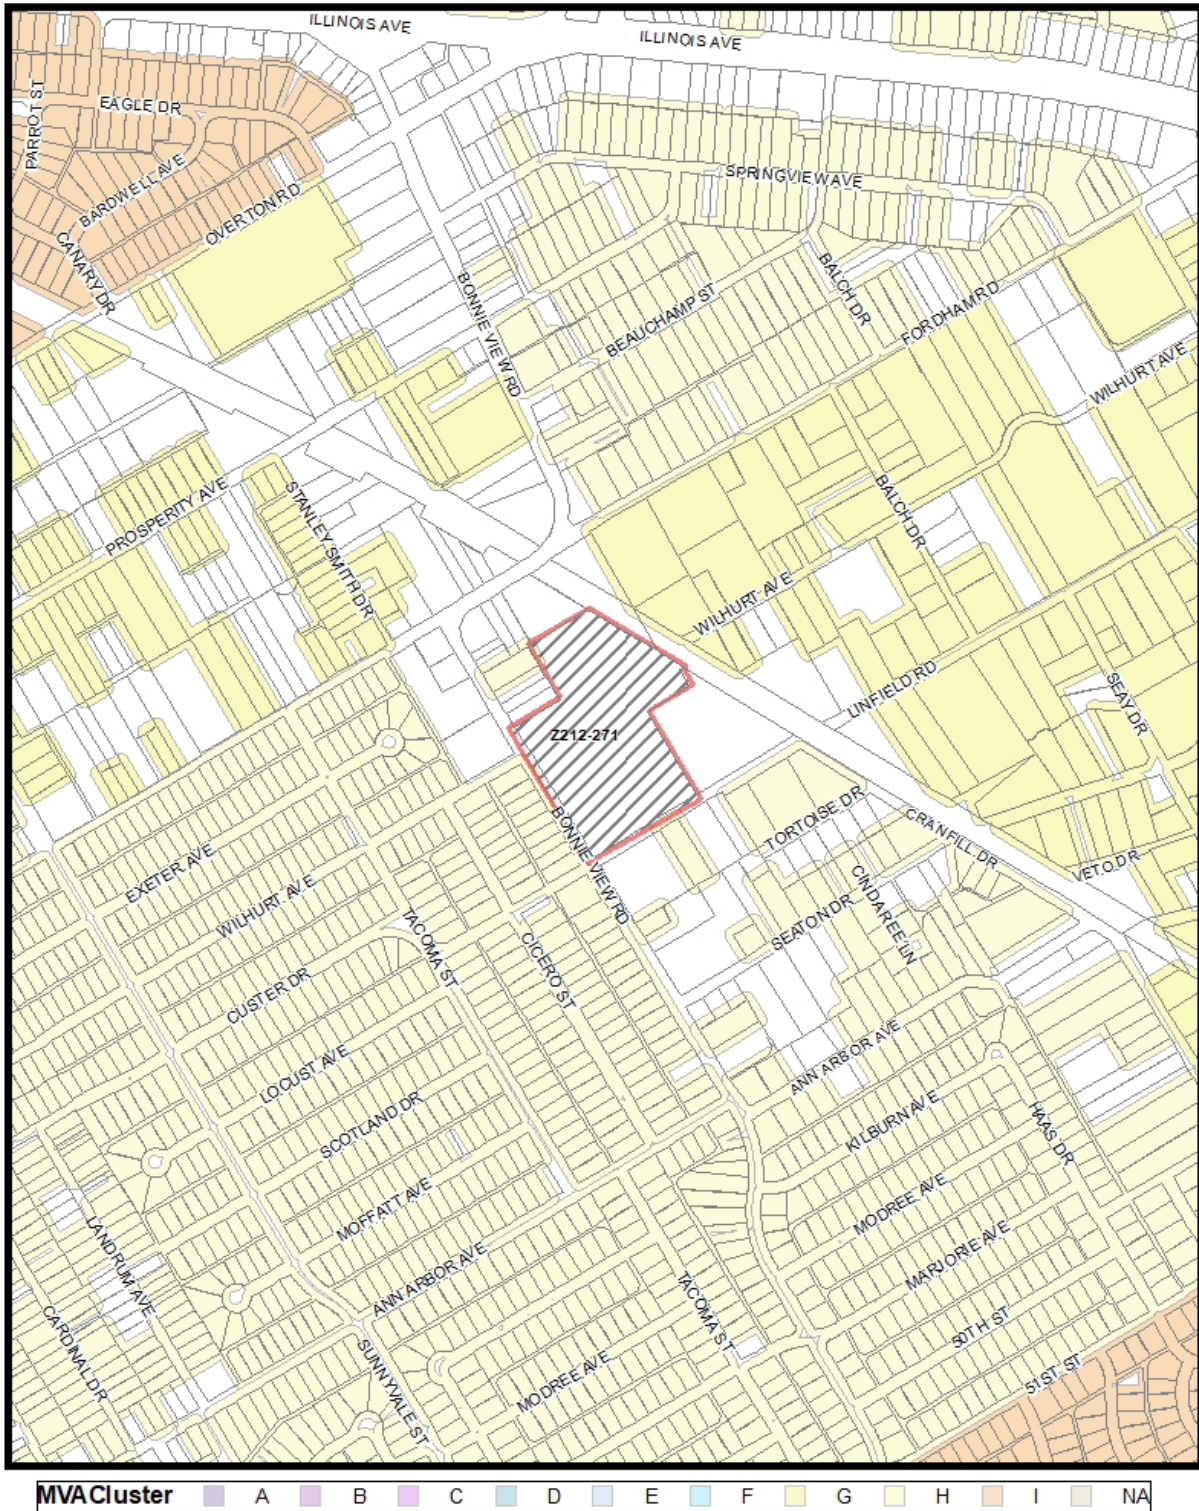 ILLINOIS AVE
ILLINOIS AVE
PARROT ST
EAGLE DR
BARDWELL AVE
OVERTON RD
CANARY DR
SPRINGVIEW AVE
BONNIE VIEW RD
BEAUCHAMP ST
BALCH DR
FORDHAM RD
WILHURT AVE
PROSPERITY AVE
STANLEY SMITH DR
BALCH DR
WILHURT AVE
LINFIELD RD
SEAY DR
Z212-271
TORTOISE DR
CRANFILL DR
BONNIE VIEW RD
VETO DR
EXETER AVE
WILHURT AVE
CINDAREE LN
SEATON DR
TACOMA ST
CICERO ST
CUSTER DR
LOCUST AVE
ANN ARBOR AVE
SCOTLAND DR
KILBURN AVE
HAAS DR
MOFFATT AVE
MODREE AVE
LANDRUM AVE
ANN ARBOR AVE
MARJORIE AVE
TACOMA ST
50TH ST
CARDINAL DR
SUNNYVALE ST
MODREE AVE
51ST ST
MVA Cluster A B C D E F G H I NA